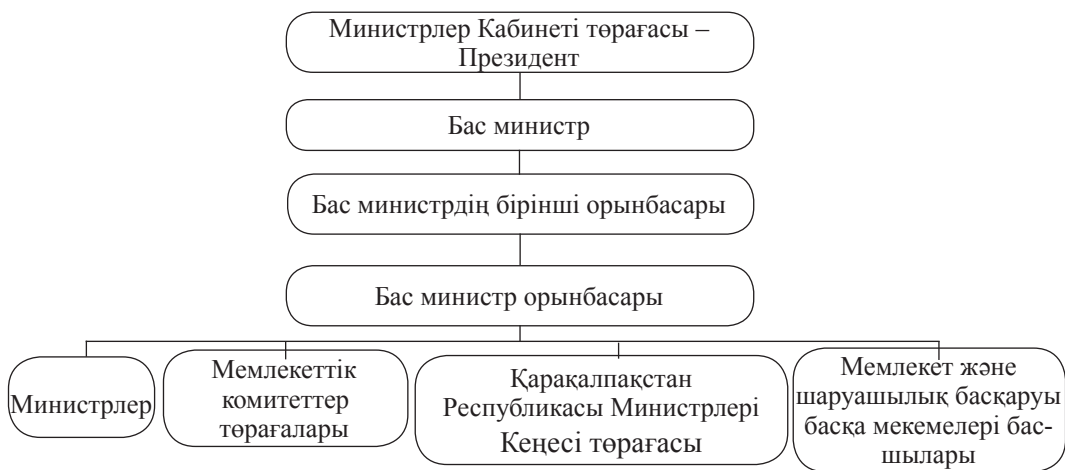 Министрлер Кабинеті төрағасы –
Президент
Бас министр
Бас министрдің бірінші орынбасары
Бас министр орынбасары
Министрлер
Мемлекеттік
комитеттер
төрағалары
Қарақалпақстан
Республикасы Министрлері
Кеңесі төрағасы
Мемлекет және
шаруашылық басқаруы
басқа мекемелері бас-
шылары